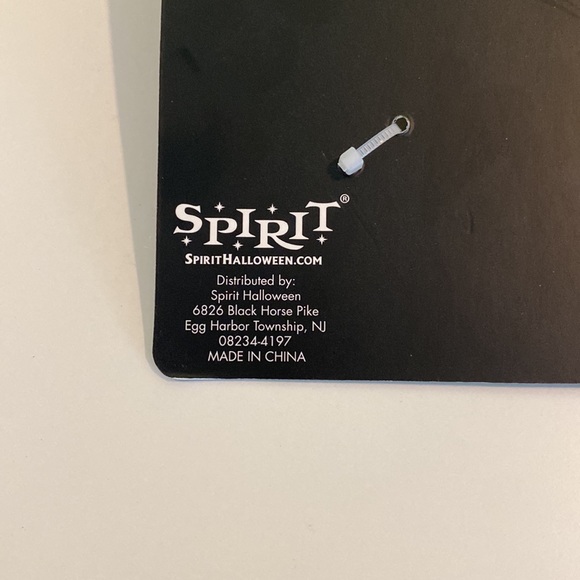 SPIRIT®
SPIRITHALLOWEEN.COM
Distributed by:
Spirit Halloween
6826 Black Horse Pike
Egg Harbor Township, NJ
08234-4197
MADE IN CHINA